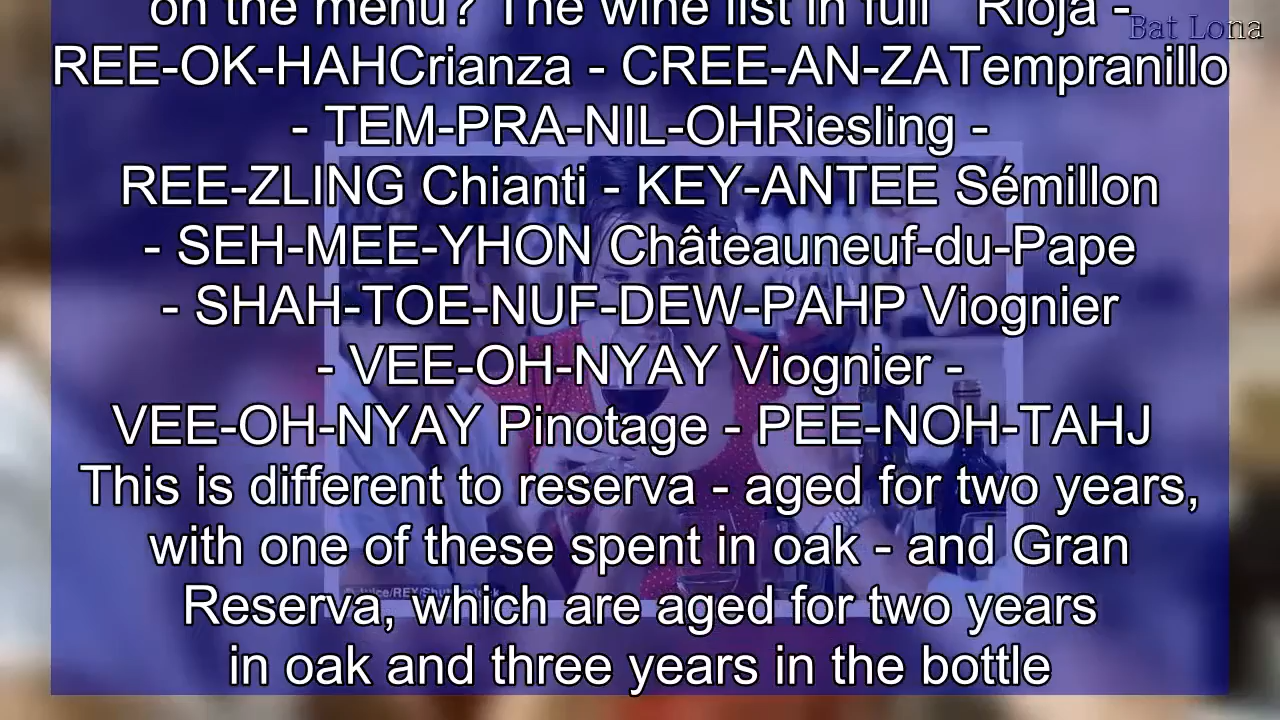 on the menu? The wine list in full Rioja -
Bat Lona
REE-OK-HAHCrianza - CREE-AN-ZATempranillo
- TEM-PRA-NIL-OHRiesling -
REE-ZLING Chianti - KEY-ANTEE Sémillon
- SEH-MEE-YHON Châteauneuf-du-Pape
- SHAH-TOE-NUF-DEW-PAHP Viognier
- VEE-OH-NYAY Viognier -
VEE-OH-NYAY Pinotage - PEE-NOH-TAHJ
This is different to reserva - aged for two years,
with one of these spent in oak - and Gran
Reserva, which are aged for two years
in oak and three years in the bottle